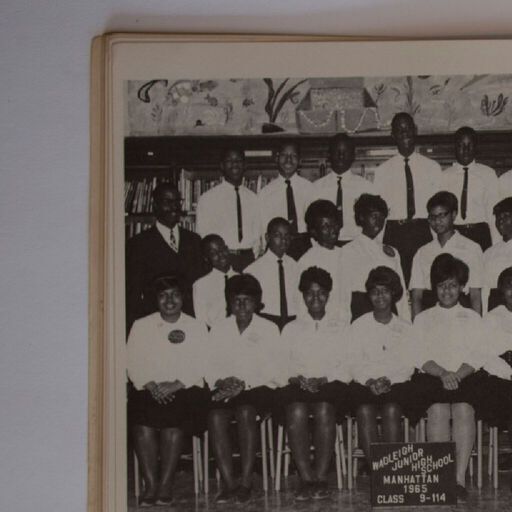 WADLEIGH
JUNIOR HIGH SCHOOL
MANHATTAN
1965
CLASS 9-114